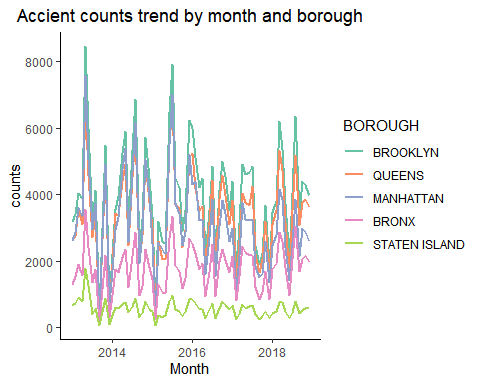 Accient counts trend by month and borough
counts
8000
6000
4000
2000
0
2014
2016
2018
Month
BOROUGH
BROOKLYN
QUEENS
MANHATTAN
BRONX
STATEN ISLAND